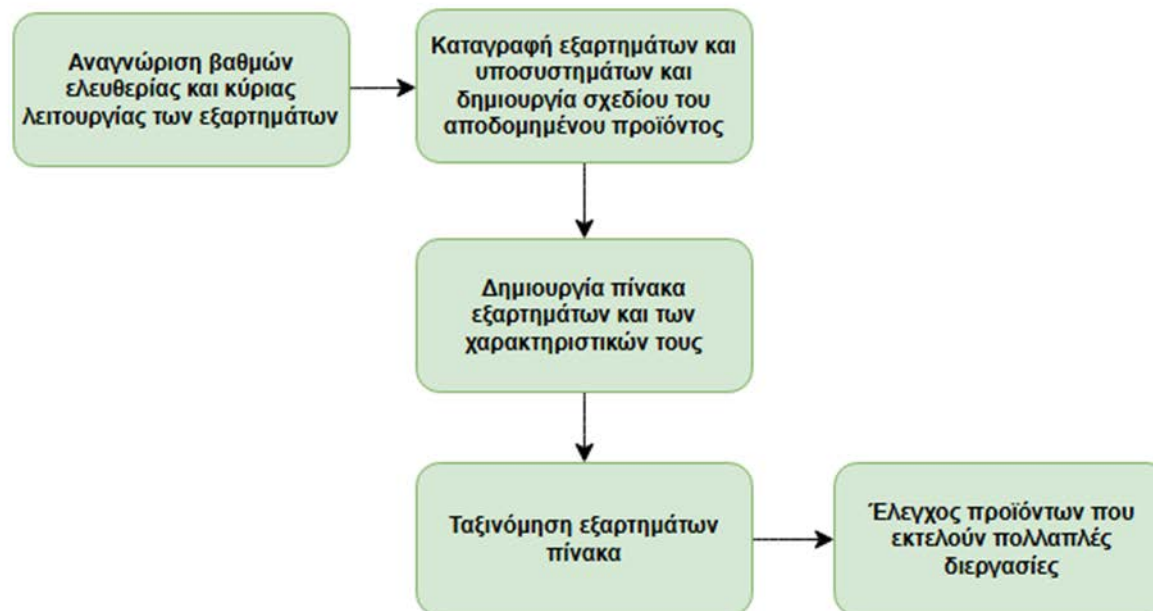 Αναγνώριση βαθμών
ελευθερίας και κύριας
λειτουργίας των εξαρτημάτων
Καταγραφή εξαρτημάτων και
υποσυστημάτων και
δημιουργία σχεδίου του
αποδομημένου προϊόντος
Δημιουργία πίνακα
εξαρτημάτων και των
χαρακτηριστικών τους
Ταξινόμηση εξαρτημάτων
πίνακα
Έλεγχος προϊόντων που
εκτελούν πολλαπλές
διεργασίες